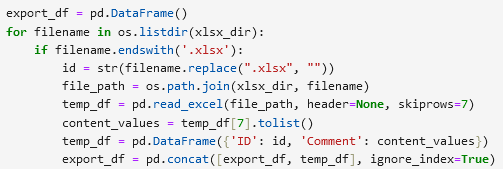 export_df = pd.DataFrame()
for filename in os.listdir(xlsx_dir):
    if filename.endswith('.xlsx'):
        id = str(filename.replace(".xlsx", ""))
        file_path = os.path.join(xlsx_dir, filename)
        temp_df = pd.read_excel(file_path, header=None, skiprows=7)
        content_values = temp_df[7].tolist()
        temp_df = pd.DataFrame({'ID': id, 'Comment': content_values})
        export_df = pd.concat([export_df, temp_df], ignore_index=True)